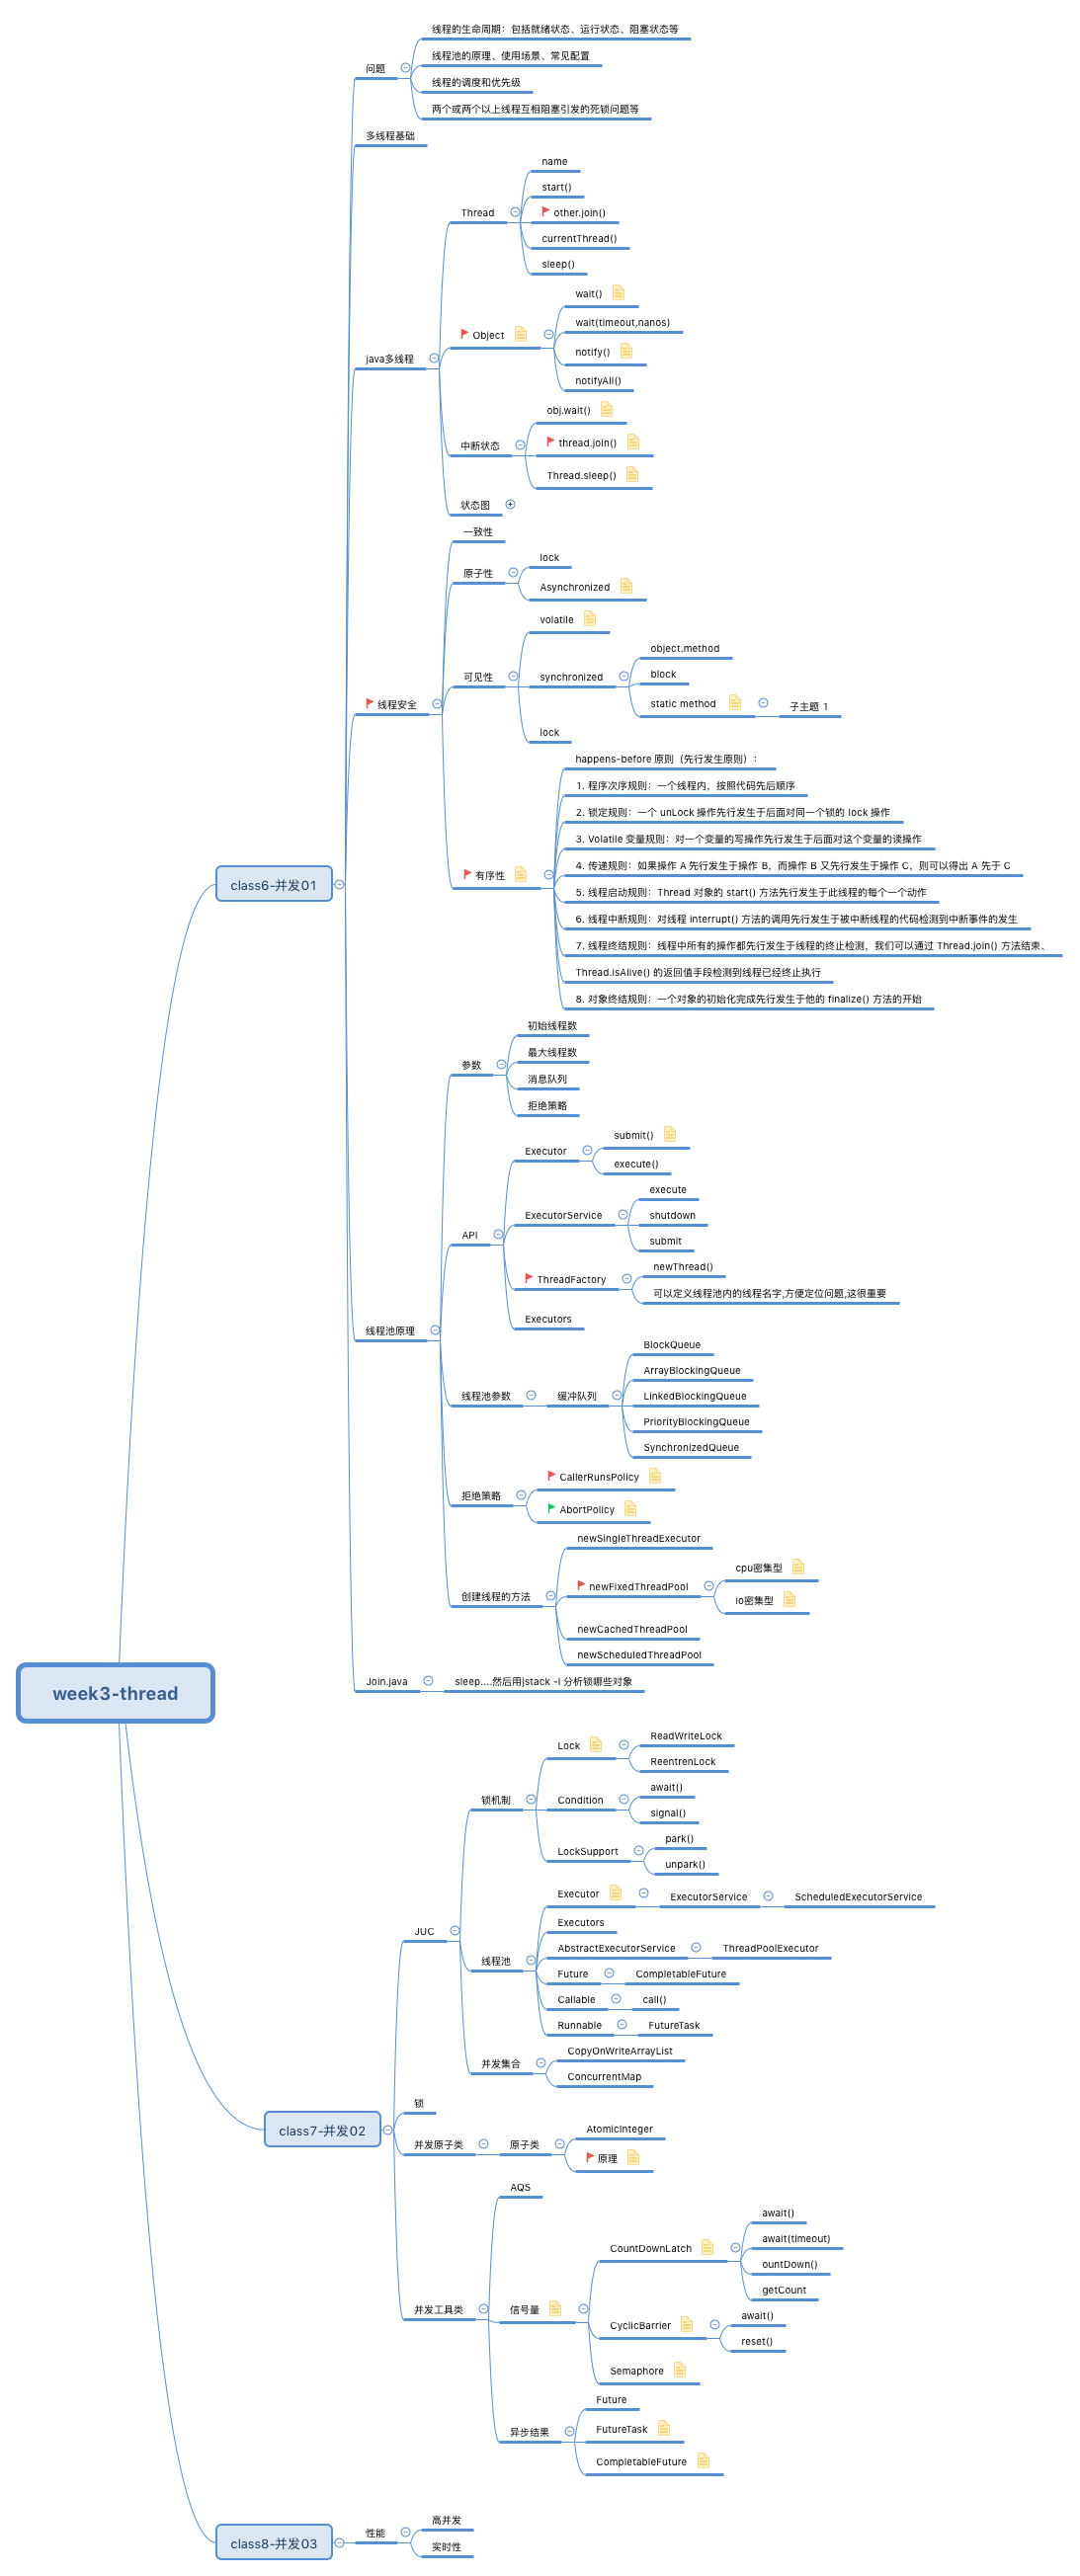 线程的生命周期：包括就绪状态、运行状态、阻塞状态等
线程池的原理、使用场景、常见配置
问题
线程的调度和优先级
两个或两个以上线程互相阻塞引发的死锁问题等
多线程基础
name
start()
Thread
other.join()
currentThread()
sleep()
wait()
wait(timeout,nanos)
Object
notify()
java多线程
notifyAll()
obj.wait()
中断状态
thread.join()
Thread.sleep()
状态图
一致性
lock
原子性
Asynchronized
volatile
object.method
可见性
synchronized
block
static method
子主题 1
线程安全
lock
happens-before 原则（先行发生原则）：
1. 程序次序规则：一个线程内，按照代码先后顺序
2. 锁定规则：一个 unLock 操作先行发生于后面对同一个锁的 lock 操作
3. Volatile 变量规则：对一个变量的写操作先行发生于后面对这个变量的读操作
4. 传递规则：如果操作 A 先行发生于操作 B，而操作 B 又先行发生于操作 C，则可以得出 A 先于 C
有序性
class6-并发01
5. 线程启动规则：Thread 对象的 start() 方法先行发生于此线程的每个一个动作
6. 线程中断规则：对线程 interrupt() 方法的调用先行发生于被中断线程的代码检测到中断事件的发生
7. 线程终结规则：线程中所有的操作都先行发生于线程的终止检测，我们可以通过 Thread.join() 方法结束、
Thread.isAlive() 的返回值手段检测到线程已经终止执行
8. 对象终结规则：一个对象的初始化完成先行发生于他的 finalize() 方法的开始
初始线程数
最大线程数
参数
消息队列
拒绝策略
submit()
Executor
execute()
execute
ExecutorService
shutdown
API
submit
newThread()
ThreadFactory
可以定义线程池内的线程名字,方便定位问题,这很重要
Executors
线程池原理
BlockQueue
ArrayBlockingQueue
线程池参数
缓冲队列
LinkedBlockingQueue
PriorityBlockingQueue
SynchronizedQueue
CallerRunsPolicy
拒绝策略
AbortPolicy
newSingleThreadExecutor
cpu密集型
newFixedThreadPool
创建线程的方法
io密集型
newCachedThreadPool
newScheduledThreadPool
Join.java
sleep....然后用jstack -l 分析锁哪些对象
week3-thread
ReadWriteLock
Lock
ReentrenLock
await()
锁机制
Condition
signal()
park()
LockSupport
unpark()
Executor
ExecutorService
ScheduledExecutorService
Executors
JUC
AbstractExecutorService
ThreadPoolExecutor
线程池
Future
CompletableFuture
Callable
call()
Runnable
FutureTask
CopyOnWriteArrayList
并发集合
ConcurrentMap
锁
class7-并发02
AtomicInteger
并发原子类
原子类
原理
AQS
await()
await(timeout)
CountDownLatch
ountDown()
getCount
并发工具类
信号量
await()
CyclicBarrier
reset()
Semaphore
Future
异步结果
FutureTask
CompletableFuture
高并发
class8-并发03
性能
实时性